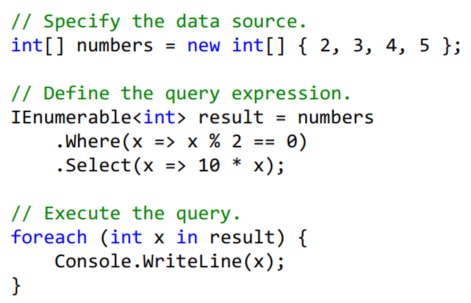 // Specify the data source.
int[] numbers = new int[] { 2, 3, 4, 5 };
// Define the query expression.
IEnumerable<int> result = numbers
.Where(x => x % 2 == 0)
.Select(x => 10 * x);
// Execute the query.
foreach (int x in result) {
Console.WriteLine(x);
}